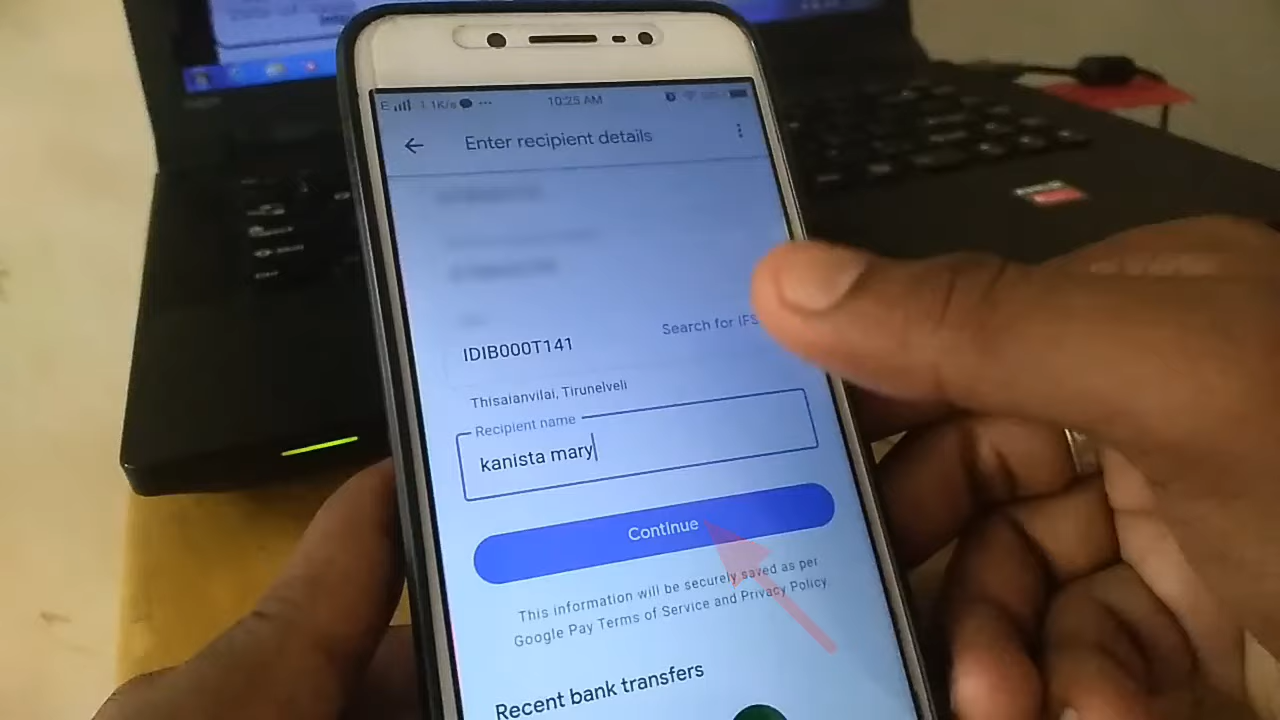 1.1K/s
10:25 AM
Enter recipient details
IDIB000T141
Search for IFS
Thisaianvilai, Tirunelveli
Recipient name
kanista mary
Continue
This information will be securely saved as per
Google Pay Terms of Service and Privacy Policy
Recent bank transfers